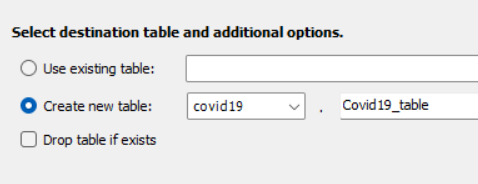 Select destination table and additional options.
Use existing table:
Create new table: covid19 . Covid19_table
Drop table if exists